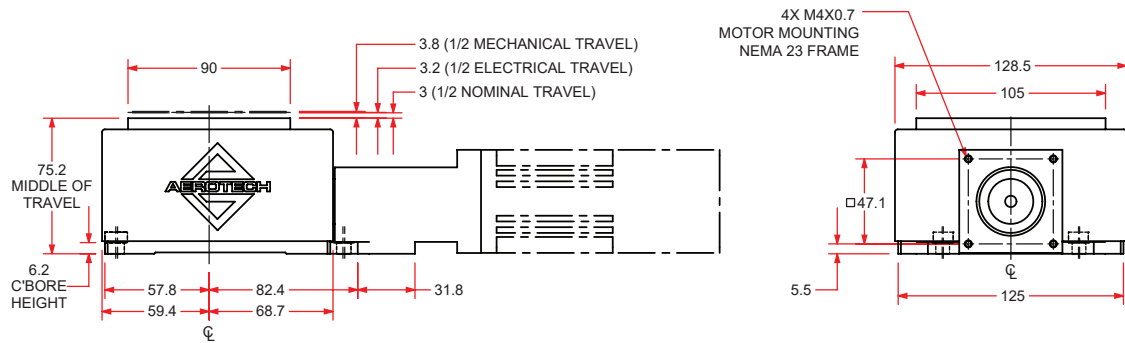 3.8 (1/2 MECHANICAL TRAVEL)
90
3.2 (1/2 ELECTRICAL TRAVEL)
3 (1/2 NOMINAL TRAVEL)
75.2
MIDDLE OF
TRAVEL
AEROTECH
6.2
C'BORE
HEIGHT
57.8
82.4
31.8
59.4
68.7
℄
4X M4X0.7
MOTOR MOUNTING
NEMA 23 FRAME
128.5
105
□47.1
5.5
℄
125